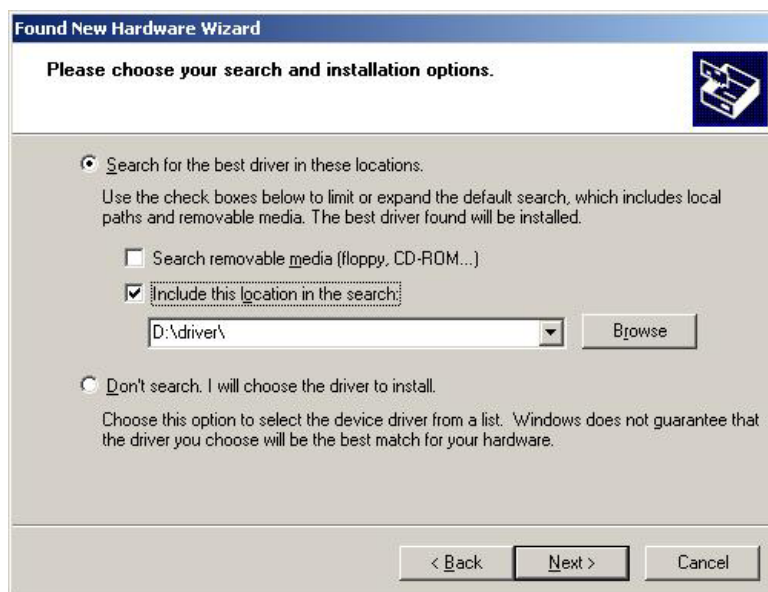 Found New Hardware Wizard
Please choose your search and installation options.
Search for the best driver in these locations.
Use the check boxes below to limit or expand the default search, which includes local
paths and removable media. The best driver found will be installed.
Search removable media (floppy, CD-ROM...)
Include this location in the search:
D:\driver\
Browse
Don't search. I will choose the driver to install.
Choose this option to select the device driver from a list. Windows does not guarantee that
the driver you choose will be the best match for your hardware.
< Back Next > Cancel